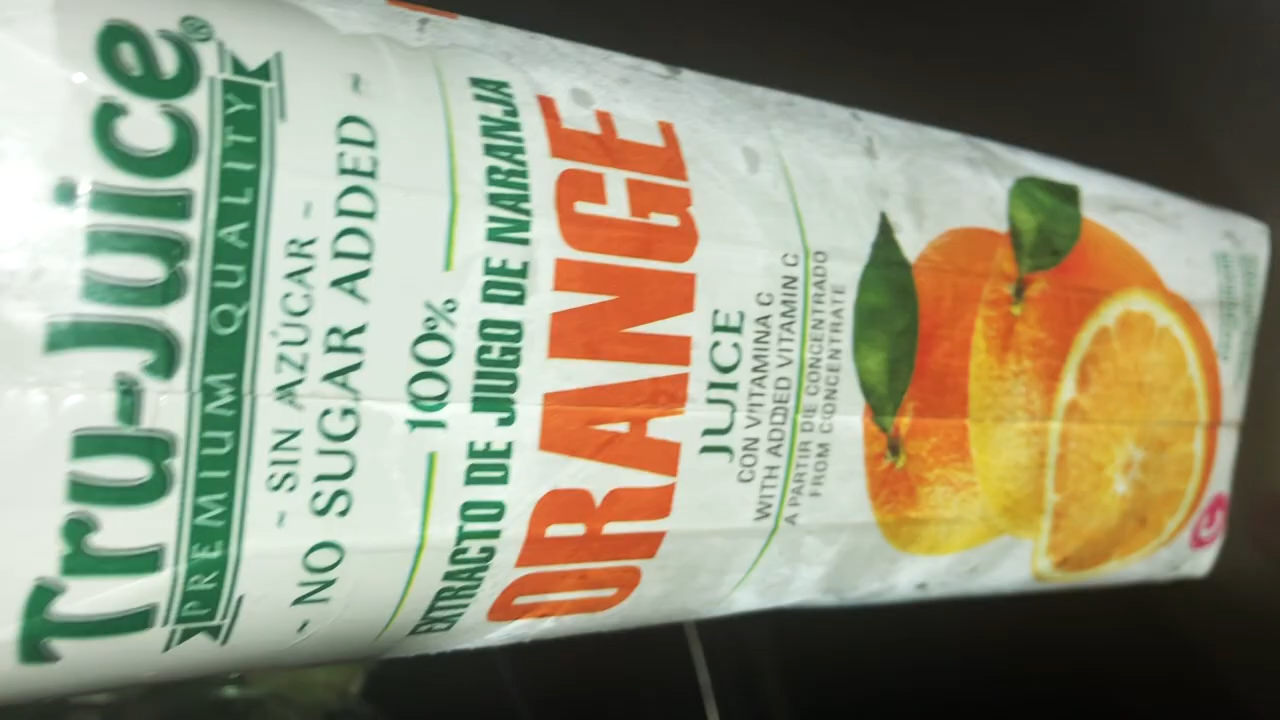 Tru-Juice®
PREMIUM QUALITY
~ SIN AZÚCAR ~
~ NO SUGAR ADDED ~
100%
EXTRACTO DE JUGO DE NARANJA
ORANGE
JUICE
CON VITAMINA C
WITH ADDED VITAMIN C
A PARTIR DE CONCENTRADO
FROM CONCENTRATE